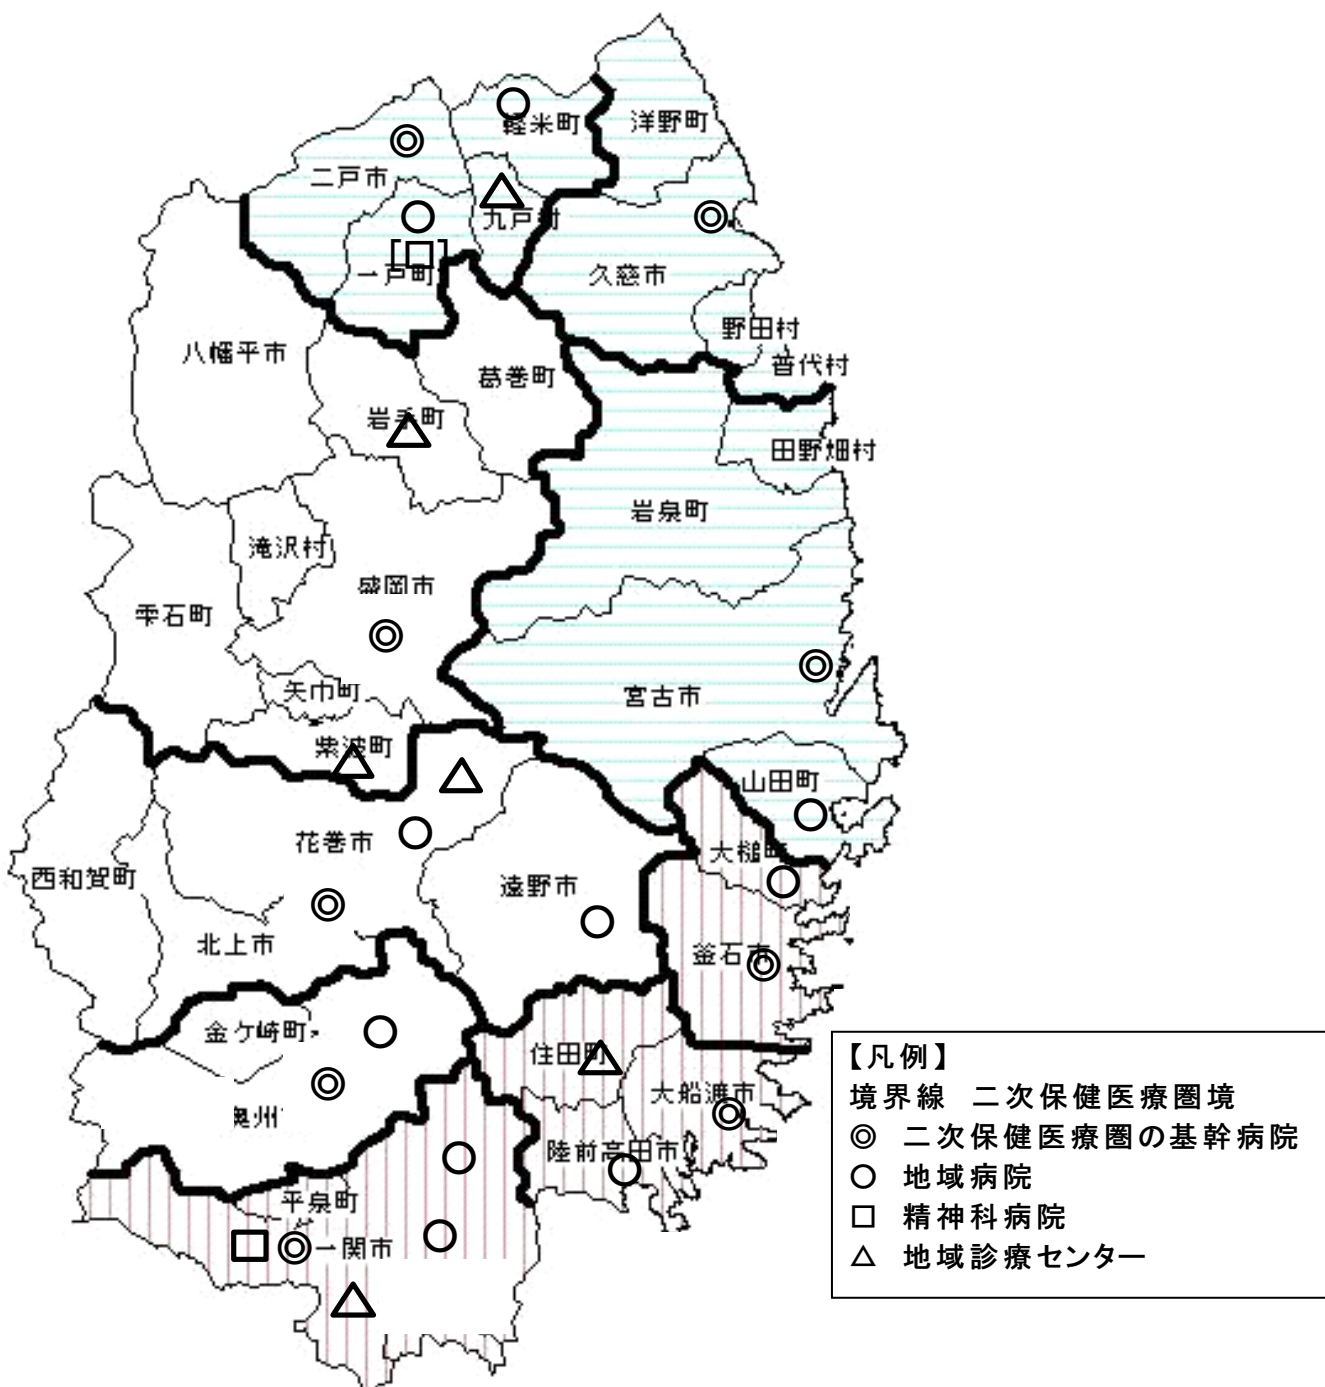 洋野町
軽米町
二戸市
九戸村
一戸町
[ ]
久慈市
野田村
普代村
八幡平市
葛巻町
岩手町
田野畑村
岩泉町
滝沢村
盛岡市
雫石町
宮古市
矢巾町
紫波町
山田町
花巻市
大槌町
西和賀町
遠野市
北上市
釜石市
金ケ崎町
住田町
大船渡市
奥州
陸前高田市
平泉町
一関市
【凡例】
境界線 二次保健医療圏境
◎ 二次保健医療圏の基幹病院
○ 地域病院
□ 精神科病院
△ 地域診療センター